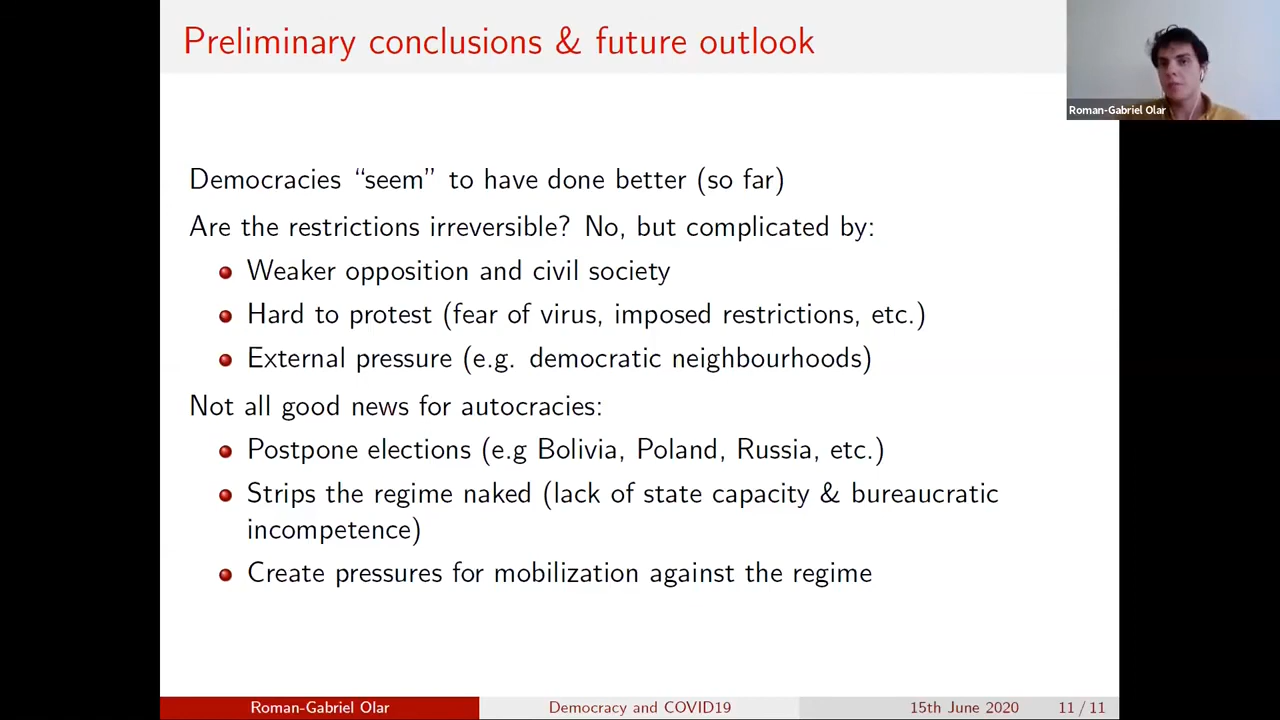 Preliminary conclusions & future outlook
Roman-Gabriel Olar
Democracies “seem” to have done better (so far)
Are the restrictions irreversible? No, but complicated by:
Weaker opposition and civil society
Hard to protest (fear of virus, imposed restrictions, etc.)
External pressure (e.g. democratic neighbourhoods)
Not all good news for autocracies:
Postpone elections (e.g Bolivia, Poland, Russia, etc.)
Strips the regime naked (lack of state capacity & bureaucratic
incompetence)
Create pressures for mobilization against the regime
Roman-Gabriel Olar Democracy and COVID19 15th June 2020 11 / 11